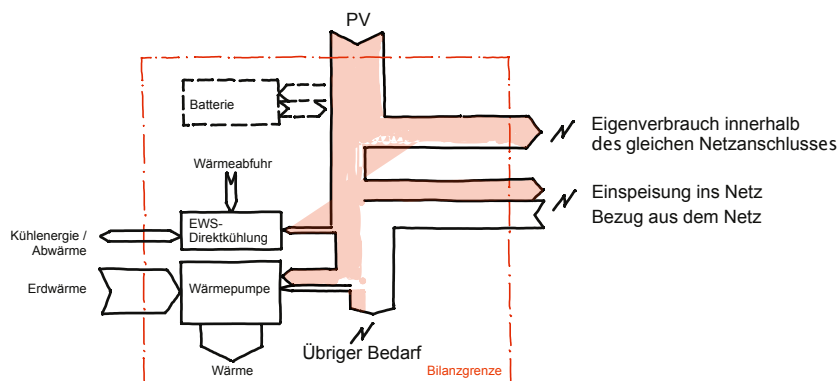 PV
Batterie
Eigenverbrauch innerhalb
des gleichen Netzanschlusses
Wärmeabfuhr
Einspeisung ins Netz
Bezug aus dem Netz
EWS-
Direktkühlung
Kühlenergie /
Abwärme
Erdwärme
Wärmepumpe
Übriger Bedarf
Wärme
Bilanzgrenze